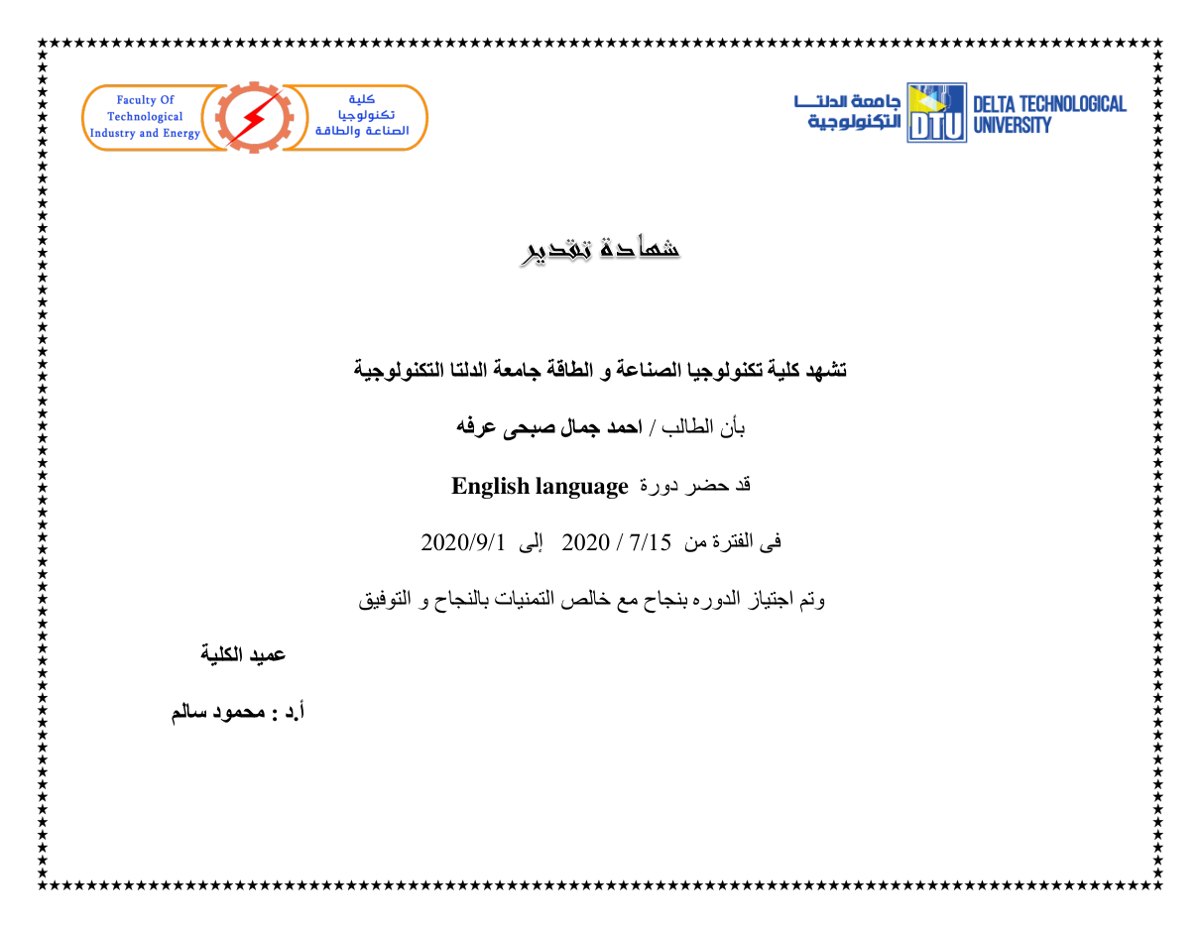 Faculty Of
Technological
Industry and Energy
كلية
تكنولوجيا
الصناعة والطاقة
جامعة الدلتا
التكنولوجية
DTU
DELTA TECHNOLOGICAL
UNIVERSITY
شهادة تقدير
تشهد كلية تكنولوجيا الصناعة و الطاقة جامعة الدلتا التكنولوجية
بأن الطالب / احمد جمال صبحى عرفه
قد حضر دورة English language
فى الفترة من 7/15 / 2020 إلى 2020/9/1
وتم اجتياز الدوره بنجاح مع خالص التمنيات بالنجاح و التوفيق
عميد الكلية
أ.د : محمود سالم